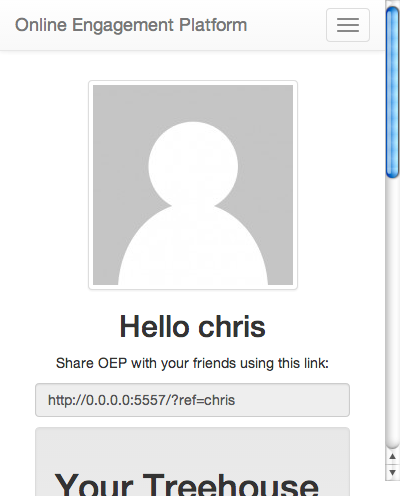 Online Engagement Platform
Hello chris
Share OEP with your friends using this link:
http://0.0.0.0:5557/?ref=chris
Your Treehouse